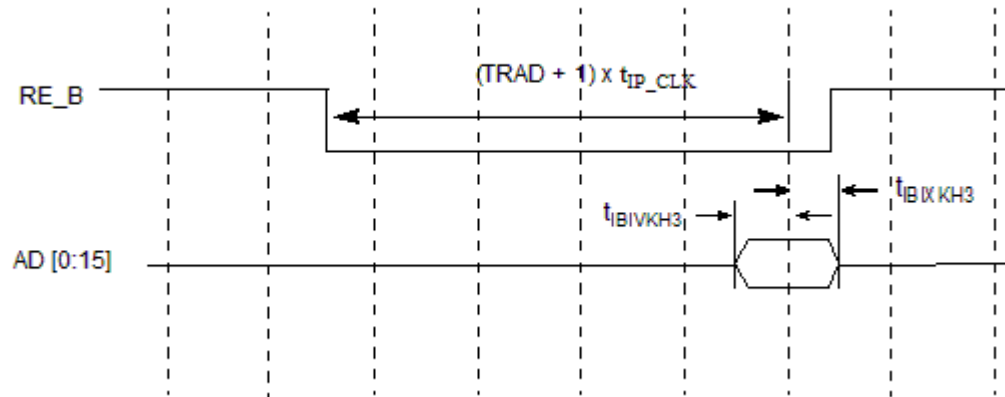 (TRAD + 1) x tIP_CLK
RE_B
tIBIXKH3
tIBIVKH3
AD [0:15]